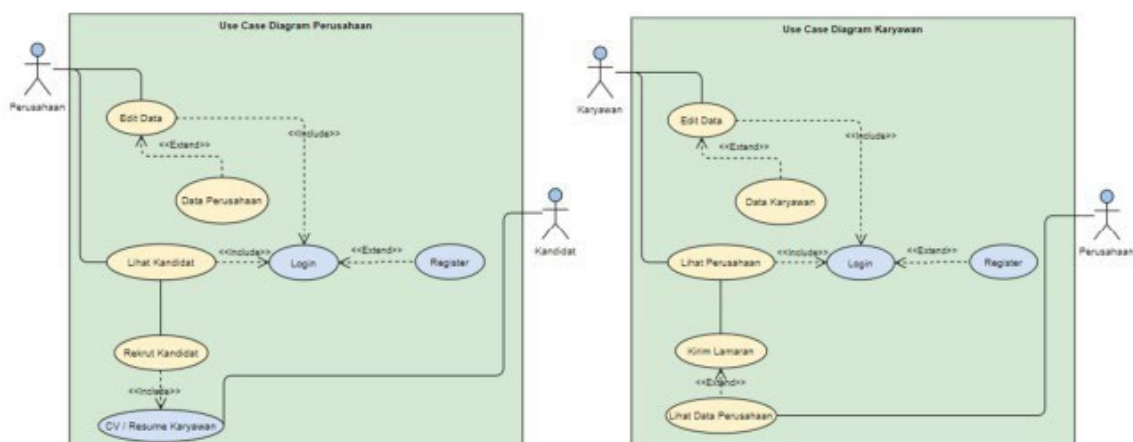 Use Case Diagram Perusahaan
Perusahaan
Edit Data
<<Include>>
<<Extend>>
Data Perusahaan
Kandidat
Lihat Kandidat
<<Include>>
Login
<<Extend>>
Register
Rekrut Kandidat
<<Include>>
CV / Resume Karyawan
Use Case Diagram Karyawan
Karyawan
Edit Data
<<Include>>
<<Extend>>
Data Karyawan
Perusahaan
Lihat Perusahaan
<<Include>>
Login
<<Extend>>
Register
Kirim Lamaran
<<Extend>>
Lihat Data Perusahaan